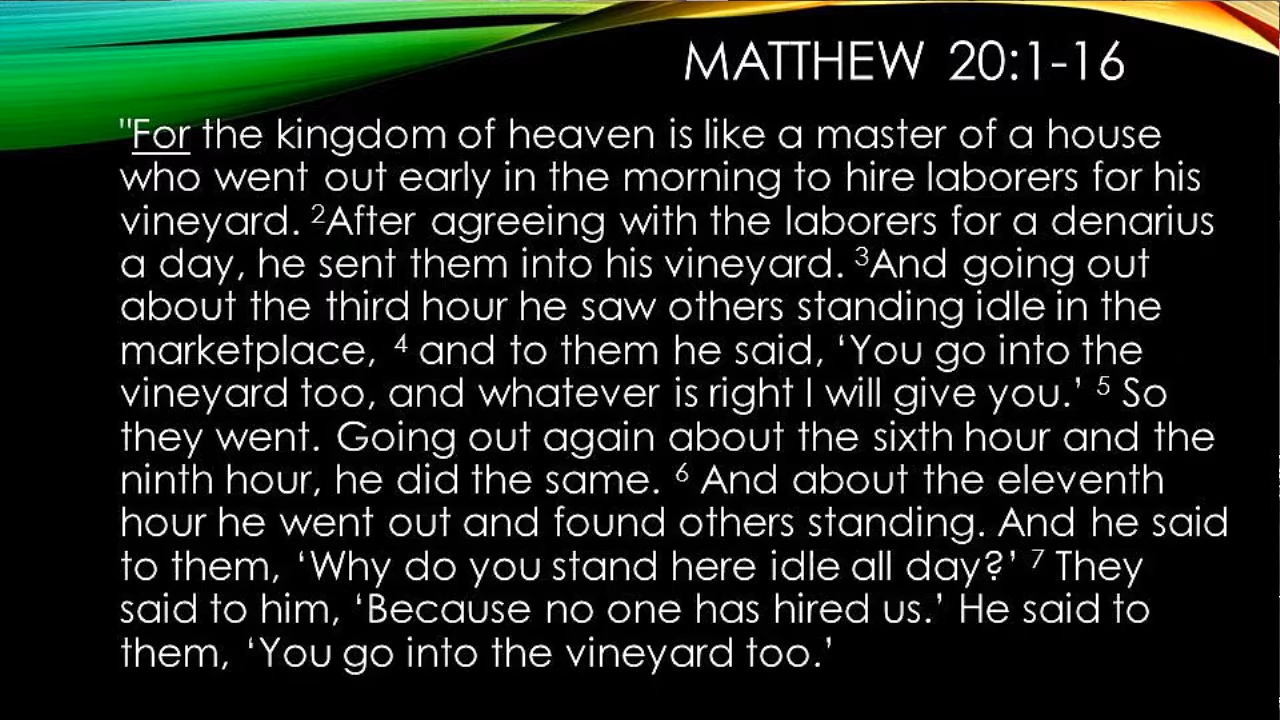 MATTHEW 20:1-16
"For the kingdom of heaven is like a master of a house
who went out early in the morning to hire laborers for his
vineyard. ²After agreeing with the laborers for a denarius
a day, he sent them into his vineyard. ³And going out
about the third hour he saw others standing idle in the
marketplace, ⁴ and to them he said, ‘You go into the
vineyard too, and whatever is right I will give you.’ ⁵ So
they went. Going out again about the sixth hour and the
ninth hour, he did the same. ⁶ And about the eleventh
hour he went out and found others standing. And he said
to them, ‘Why do you stand here idle all day?’ ⁷ They
said to him, ‘Because no one has hired us.’ He said to
them, ‘You go into the vineyard too.’